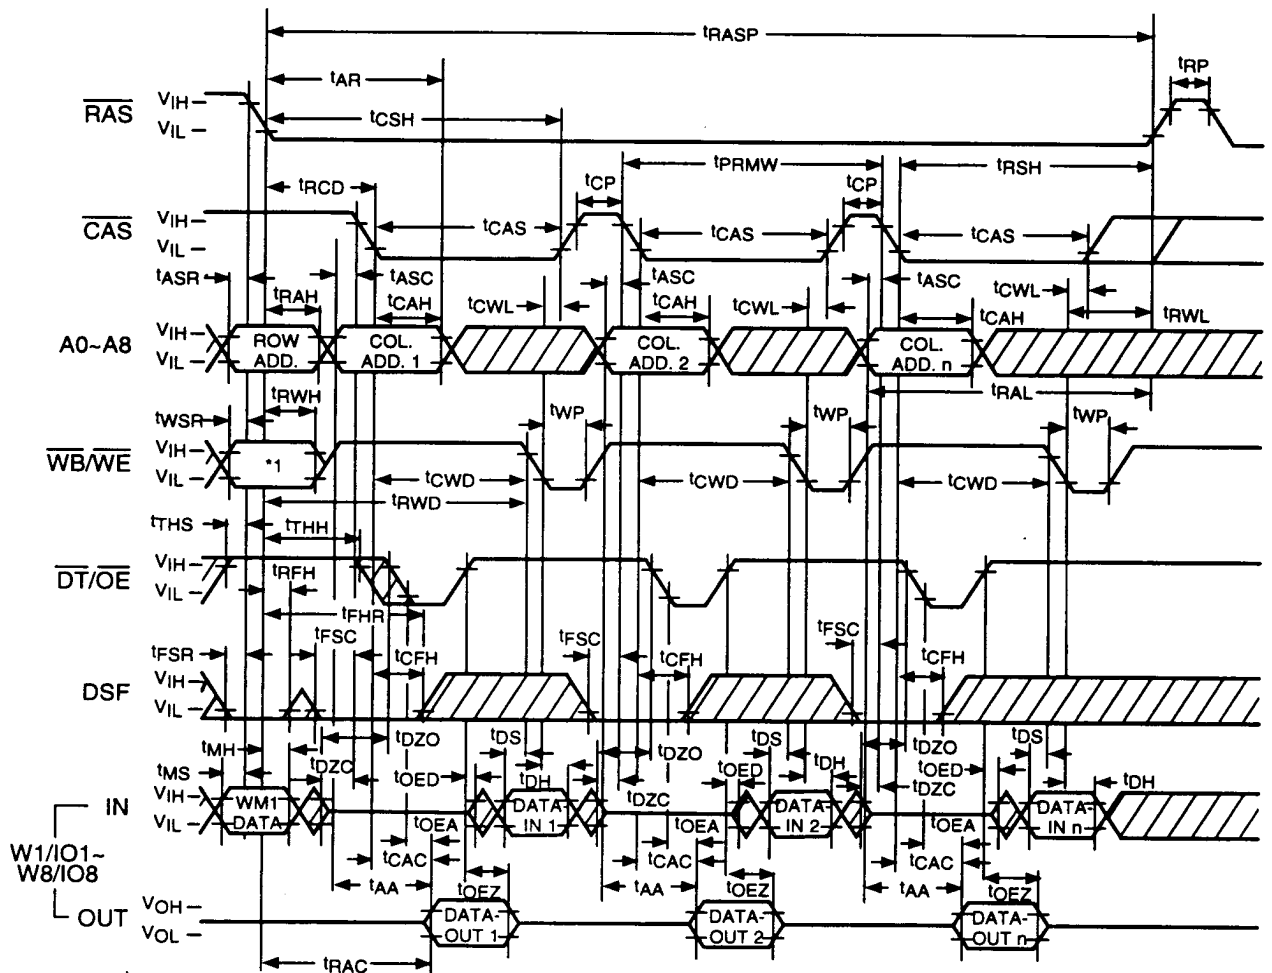 tRASP
tRP
tAR
RAS VIH
VIL
tCSH
tPRMW tRSH
tRCD tCP tCP
CAS VIH
VIL
tCAS tCAS tCAS
tASR tASC tASC tASC
tRAH tCAH tCWL tCAH tCWL tCWL
tCAH tRWL
A0~A8 VIH
VIL
ROW ADD. COL. ADD. 1 COL. ADD. 2 COL. ADD. n
tRWH tRAL
tWSR tWP tWP tWP
WB/WE VIH
VIL
*1
tCWD tCWD tCWD
tRWD
tTHS tTHH
DT/OE VIH
VIL
tRFH
tFHR
tFSC tFSC tFSC
tFSR tCFH tCFH tCFH
DSF VIH
VIL
tMH tDZO tDS tDZO tDZO tDS
tMS tDZC tOED tDH tOED tDH tOED tDH
tDZC tDZC
IN VIH
VIL
WM1 DATA DATA-IN 1 DATA-IN 2 DATA-IN n
tOEA tOEA tOEA
W1/IO1~
W8/IO8
tCAC tCAC tCAC
tAA tOEZ tAA tOEZ tAA tOEZ
OUT VOH
VOL
DATA-OUT 1 DATA-OUT 2 DATA-OUT n
tRAC